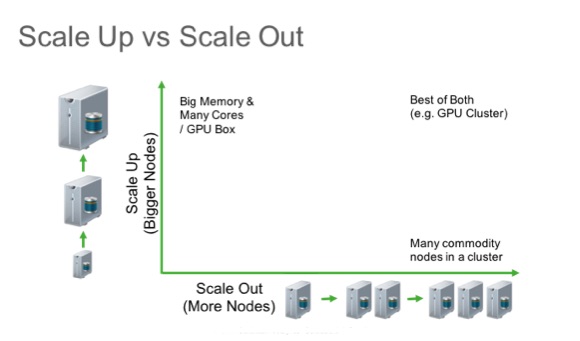 Scale Up vs Scale Out
Big Memory &
Many Cores
/ GPU Box
Best of Both
(e.g. GPU Cluster)
Scale Up
(Bigger Nodes)
Many commodity
nodes in a cluster
Scale Out
(More Nodes)